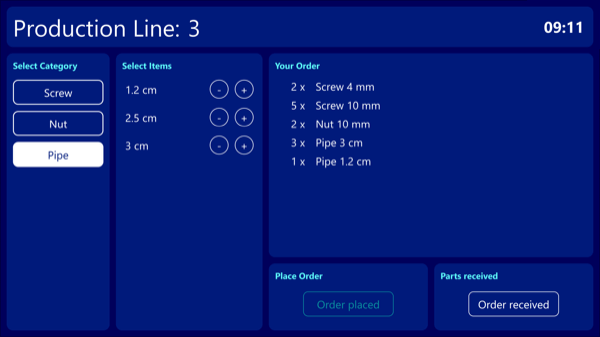 Production Line: 3
09:11
Select Category
Screw
Nut
Pipe
Select Items
1.2 cm - +
2.5 cm - +
3 cm - +
Your Order
2 x Screw 4 mm
5 x Screw 10 mm
2 x Nut 10 mm
3 x Pipe 3 cm
1 x Pipe 1.2 cm
Place Order
Order placed
Parts received
Order received